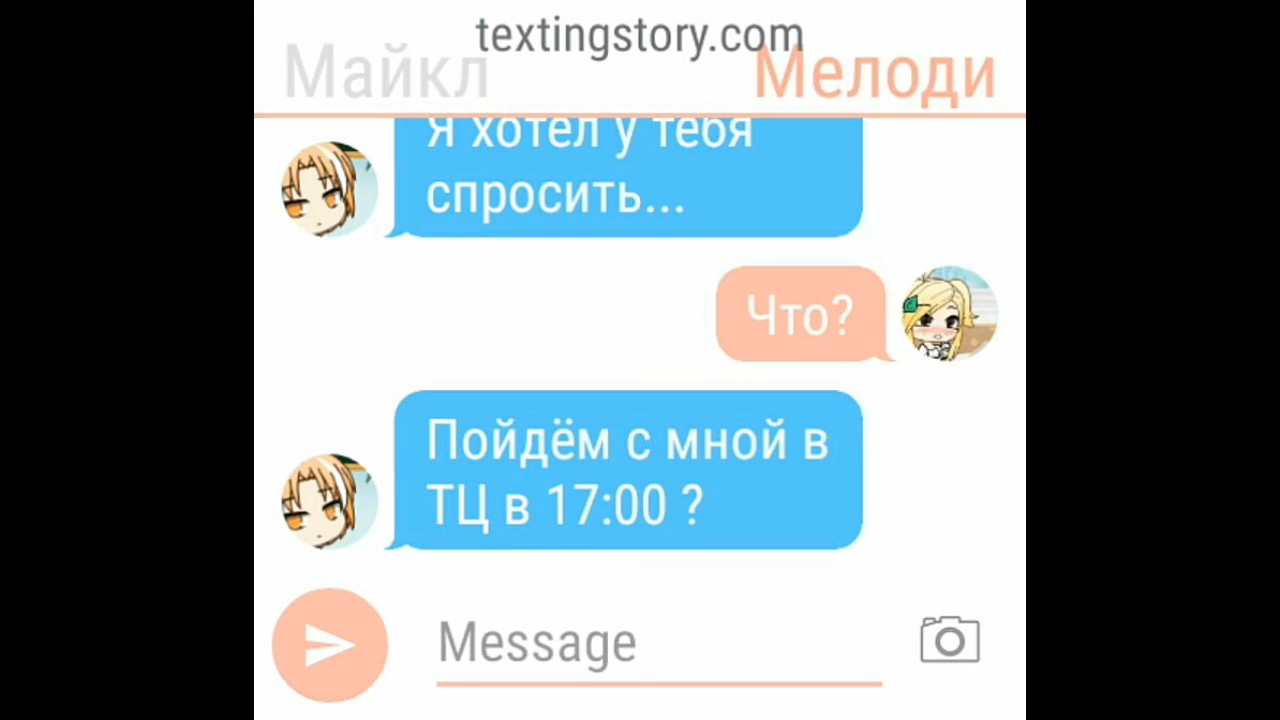 textingstory.com
Майкл
Мелоди
Я хотел у тебя
спросить...
Что?
Пойдём с мной в
ТЦ в 17:00 ?
Message